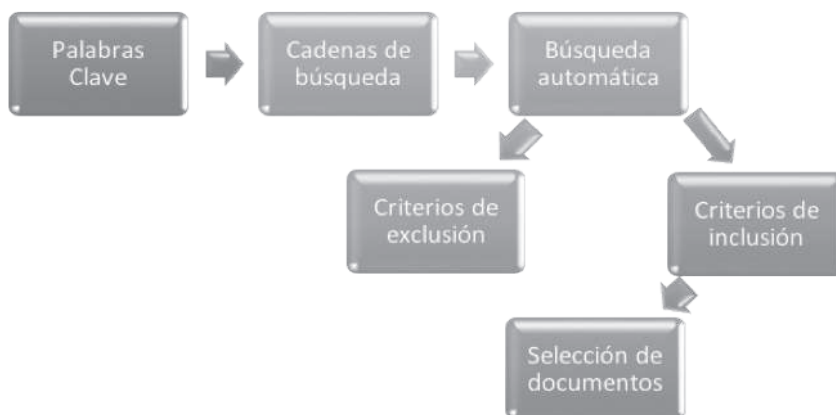 Palabras
Clave
Cadenas de
búsqueda
Búsqueda
automática
Criterios de
exclusión
Criterios de
inclusión
Selección de
documentos